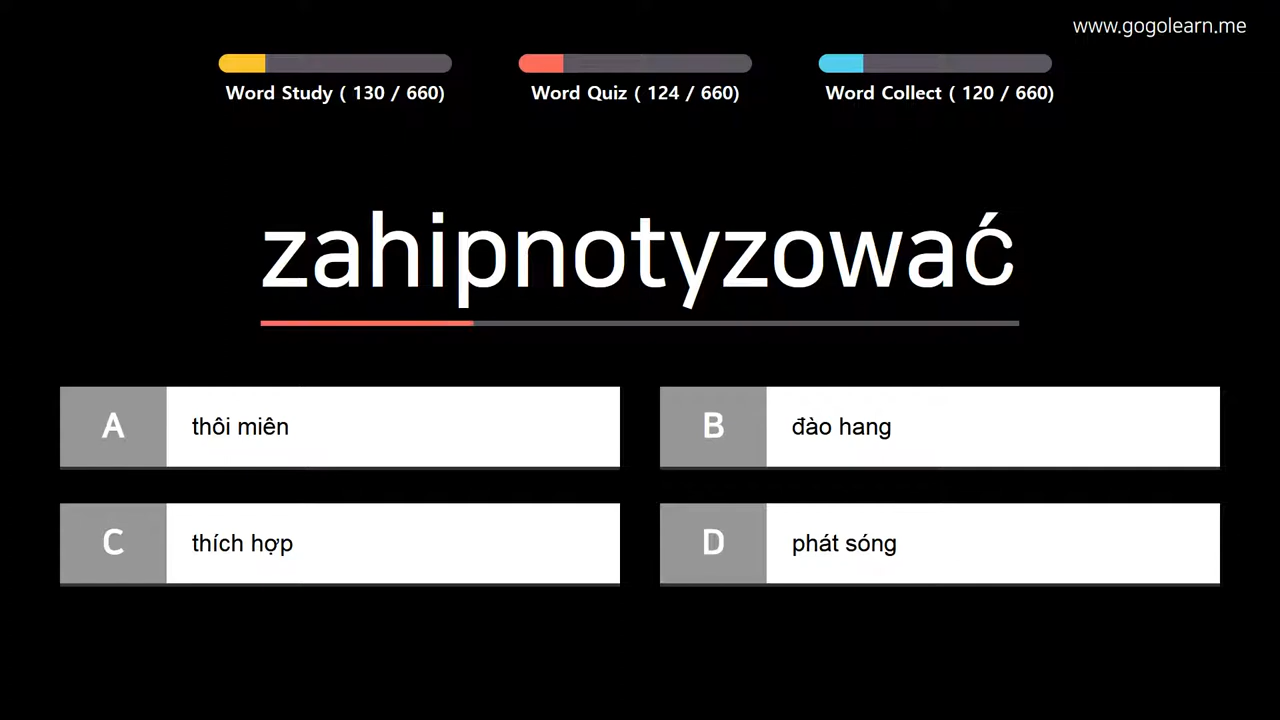 www.gogolearn.me
Word Study ( 130 / 660)
Word Quiz ( 124 / 660)
Word Collect ( 120 / 660)
zahipnotyzować
A thôi miên
B đào hang
C thích hợp
D phát sóng